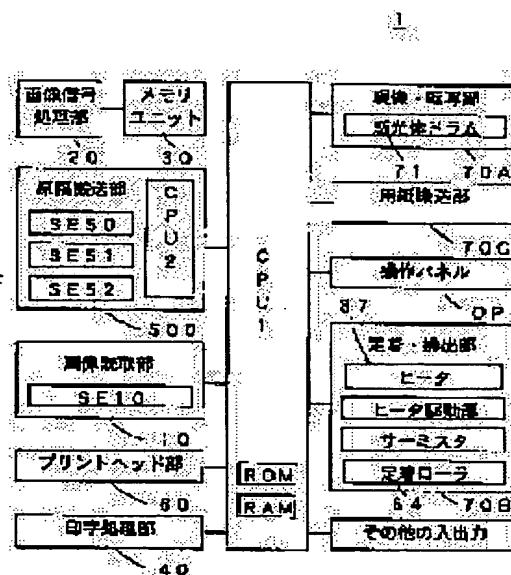 1
画像信号
処理部
20
メモリ
ユニット
30
原稿搬送部
SE50
SE51
SE52
CPU2
500
画像読取部
SE10
10
プリントヘッド部
60
印字処理部
40
CPU1
ROM
RAM
現像・転写部
感光体ドラム
71
70A
用紙搬送部
70C
操作パネル
OP
87
定着・排出部
ヒータ
ヒータ駆動部
サーミスタ
定着ローラ
84
70B
その他の入出力